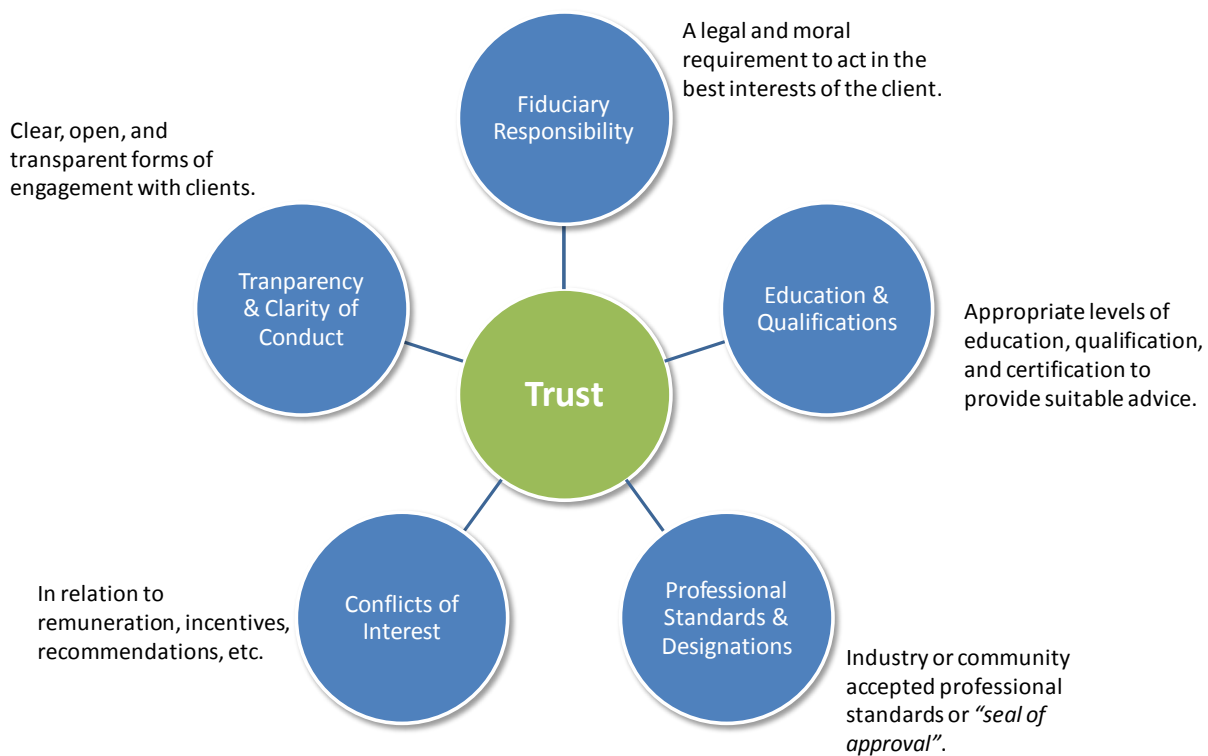 A legal and moral
requirement to act in the
best interests of the client.
Fiduciary
Responsibility
Clear, open, and
transparent forms of
engagement with clients.
Tranparency
& Clarity of
Conduct
Education &
Qualifications
Appropriate levels of
education, qualification,
and certification to
provide suitable advice.
Trust
In relation to
remuneration, incentives,
recommendations, etc.
Conflicts of
Interest
Professional
Standards &
Designations
Industry or community
accepted professional
standards or “seal of
approval”.